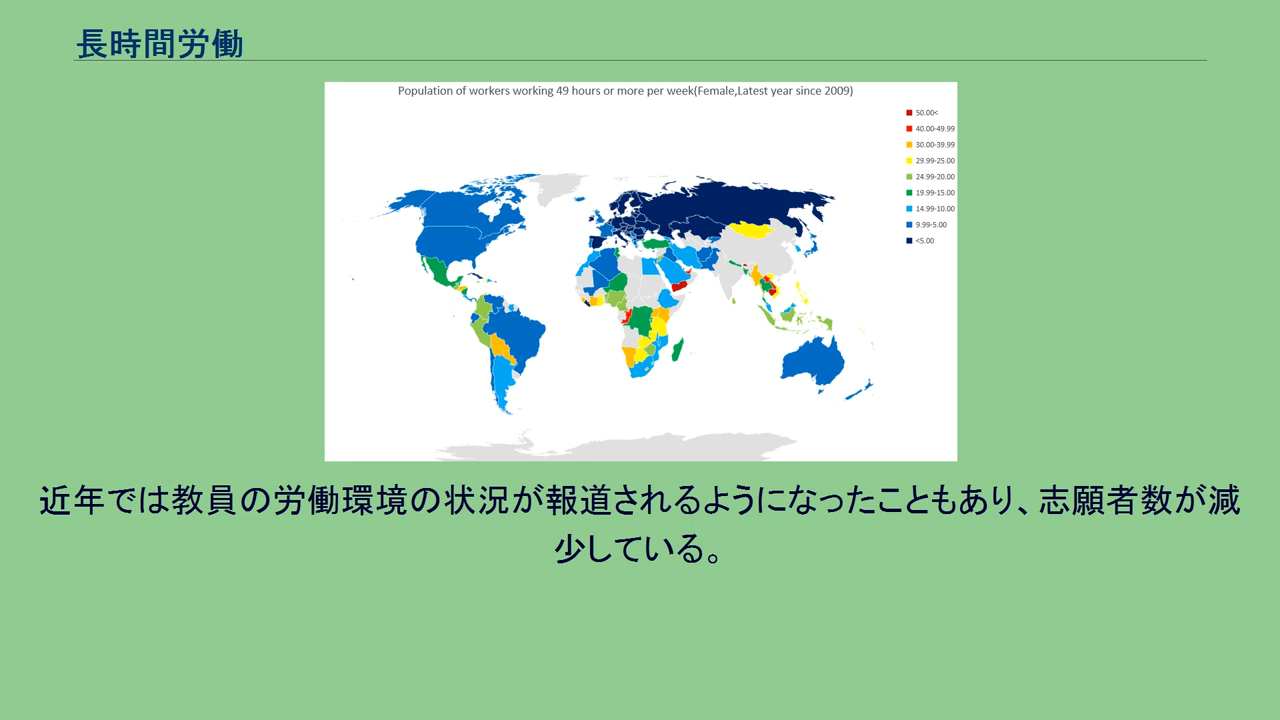 長時間労働
Population of workers working 49 hours or more per week(Female,Latest year since 2009)
50.00<
40.00-49.99
30.00-39.99
29.99-25.00
24.99-20.00
19.99-15.00
14.99-10.00
9.99-5.00
<5.00
近年では教員の労働環境の状況が報道されるようになったこともあり、志願者数が減
少している。